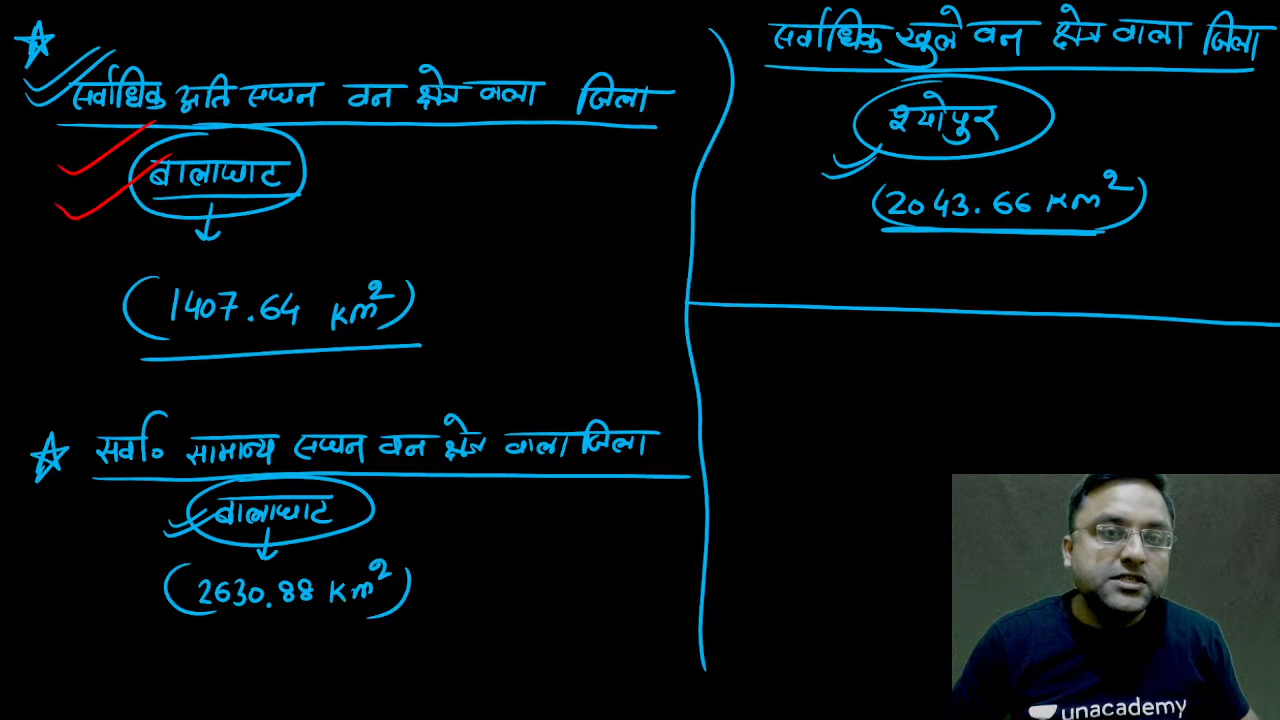 सर्वाधिक अति सघन वन क्षेत्र वाला जिला
बालाघाट
(1407.64 km²)
सर्वा० सामान्य सघन वन क्षेत्र वाला जिला
बालाघाट
(2630.88 km²)
सर्वाधिक खुले वन क्षेत्र वाला जिला
श्योपुर
(2043.66 km²)
unacademy